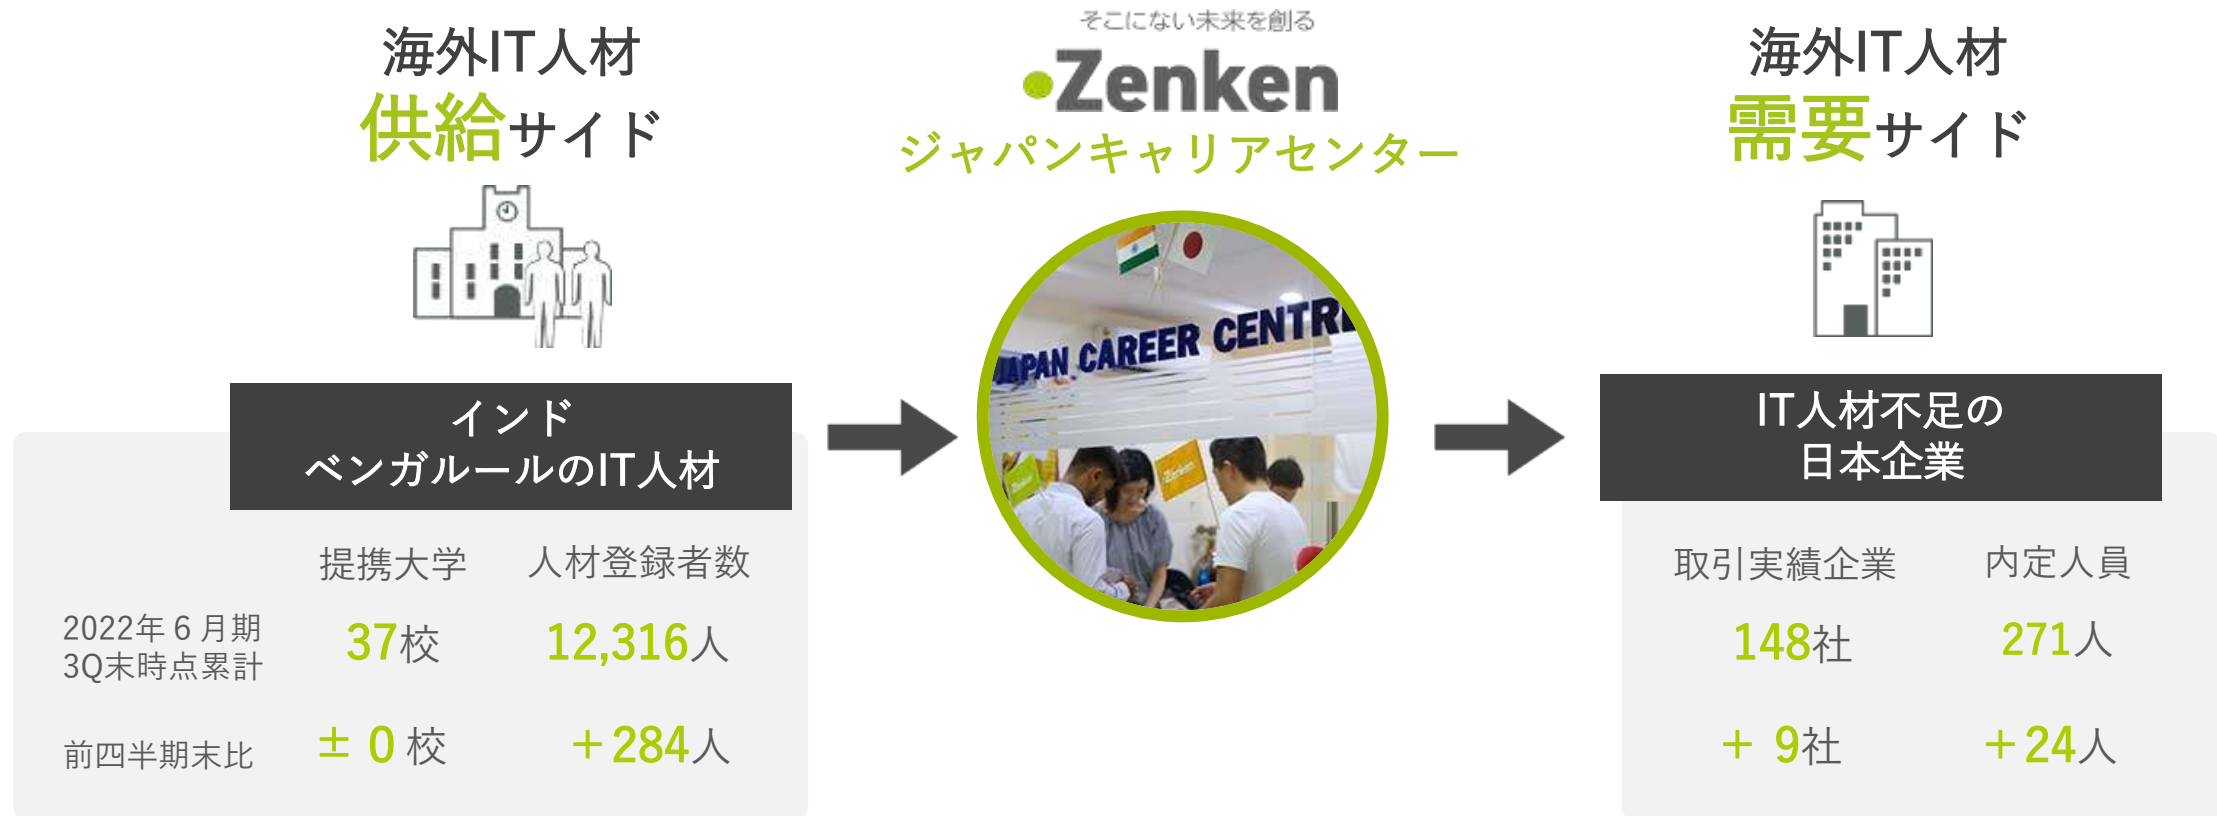 海外IT人材
供給サイド
インド
ベンガルールのIT人材
提携大学 人材登録者数
2022年6月期
3Q末時点累計
37校 12,316人
前四半期末比 ±0校 +284人
そこにない未来を創る
Zenken
ジャパンキャリアセンター
JAPAN CAREER CENTRE
Zenken
Zenken
海外IT人材
需要サイド
IT人材不足の
日本企業
取引実績企業 内定人員
148社 271人
+ 9社 +24人